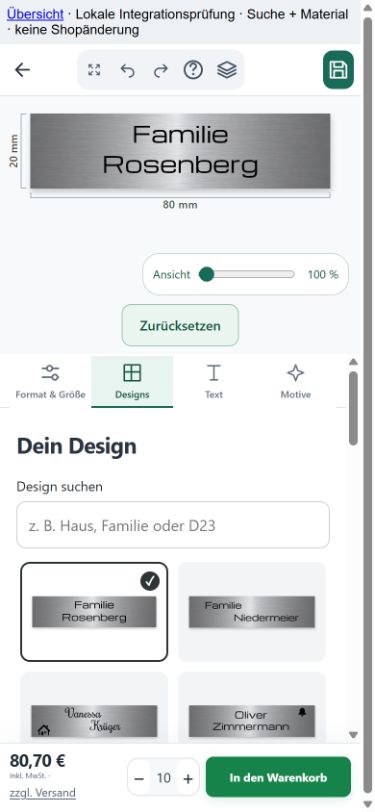 Übersicht · Lokale Integrationsprüfung · Suche + Material
· keine Shopänderung
Familie
Rosenberg
20 mm
80 mm
Ansicht 100 %
Zurücksetzen
Format & Größe Designs Text Motive
Dein Design
Design suchen
z. B. Haus, Familie oder D23
Familie
Rosenberg
Familie
Niedermeier
Vanessa
Krüger
Oliver
Zimmermann
80,70 €
inkl. MwSt. ·
zzgl. Versand
− 10 +
In den Warenkorb